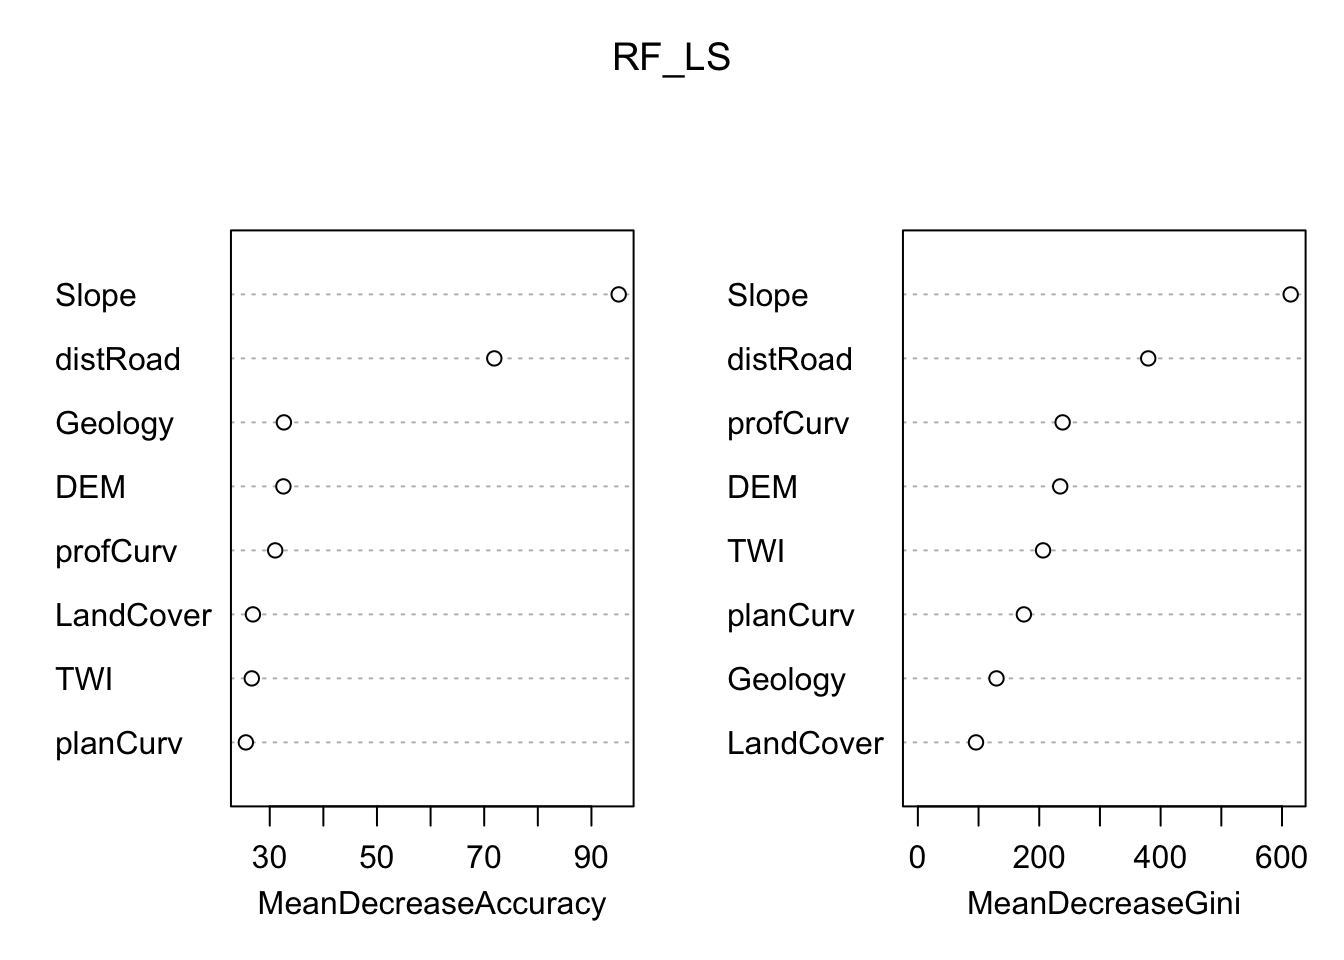 RF_LS
Slope
distRoad
Geology
DEM
profCurv
LandCover
TWI
planCurv
30 50 70 90
MeanDecreaseAccuracy
Slope
distRoad
profCurv
DEM
TWI
planCurv
Geology
LandCover
0 200 400 600
MeanDecreaseGini